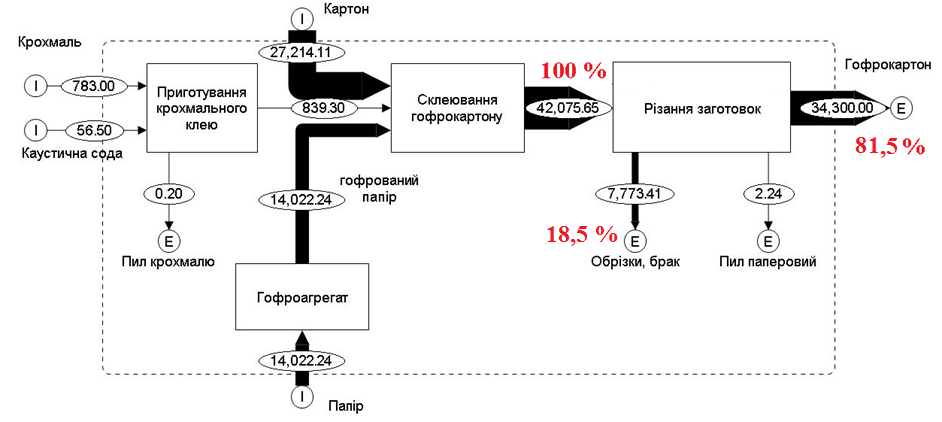 Картон
I
Крохмаль
27,214.11
100 %
Гофрокартон
I
783.00
Приготування
крохмального
клею
839.30
Склеювання
гофрокартону
42,075.65
Різання заготовок
34,300.00
E
I
56.50
Каустична сода
81,5 %
гофрований
папір
0.20
14,022.24
7,773.41
2.24
E
Пил крохмалю
18,5 %
E
Обрізки, брак
E
Пил паперовий
Гофроагрегат
14,022.24
I
Папір